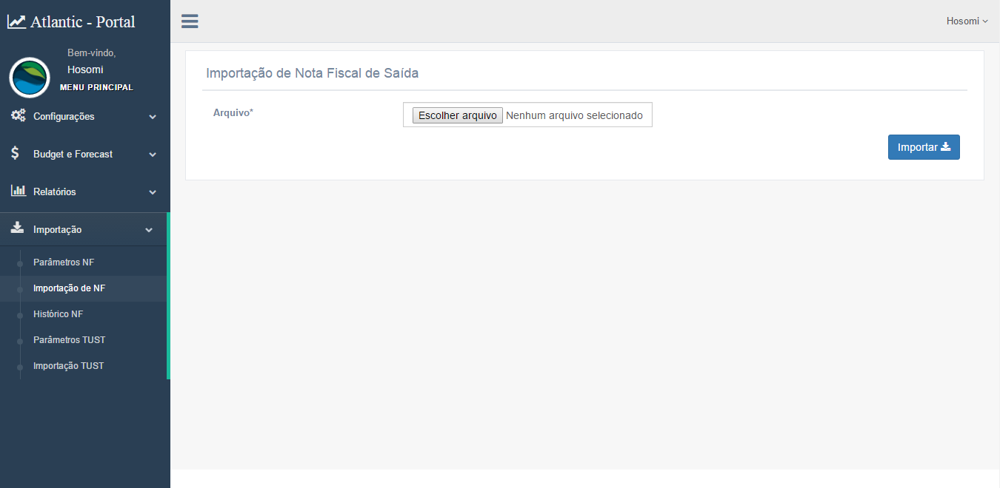 Atlantic - Portal
Bem-vindo,
Hosomi
MENU PRINCIPAL
Configurações
Budget e Forecast
Relatórios
Importação
Parâmetros NF
Importação de NF
Histórico NF
Parâmetros TUST
Importação TUST
Hosomi
Importação de Nota Fiscal de Saída
Arquivo*
Escolher arquivo Nenhum arquivo selecionado
Importar